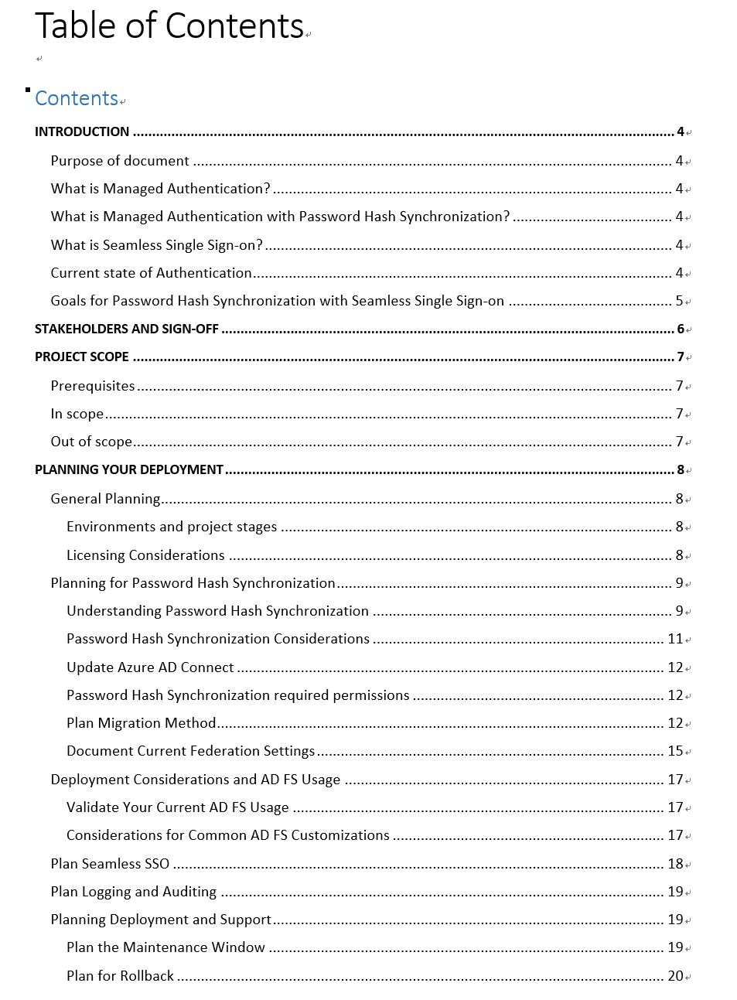 Table of Contents
Contents
INTRODUCTION ........ 4
Purpose of document ........ 4
What is Managed Authentication? ........ 4
What is Managed Authentication with Password Hash Synchronization? ........ 4
What is Seamless Single Sign-on? ........ 4
Current state of Authentication ........ 4
Goals for Password Hash Synchronization with Seamless Single Sign-on ........ 5
STAKEHOLDERS AND SIGN-OFF ........ 6
PROJECT SCOPE ........ 7
Prerequisites ........ 7
In scope ........ 7
Out of scope ........ 7
PLANNING YOUR DEPLOYMENT ........ 8
General Planning ........ 8
Environments and project stages ........ 8
Licensing Considerations ........ 8
Planning for Password Hash Synchronization ........ 9
Understanding Password Hash Synchronization ........ 9
Password Hash Synchronization Considerations ........ 11
Update Azure AD Connect ........ 12
Password Hash Synchronization required permissions ........ 12
Plan Migration Method ........ 12
Document Current Federation Settings ........ 15
Deployment Considerations and AD FS Usage ........ 17
Validate Your Current AD FS Usage ........ 17
Considerations for Common AD FS Customizations ........ 17
Plan Seamless SSO ........ 18
Plan Logging and Auditing ........ 19
Planning Deployment and Support ........ 19
Plan the Maintenance Window ........ 19
Plan for Rollback ........ 20